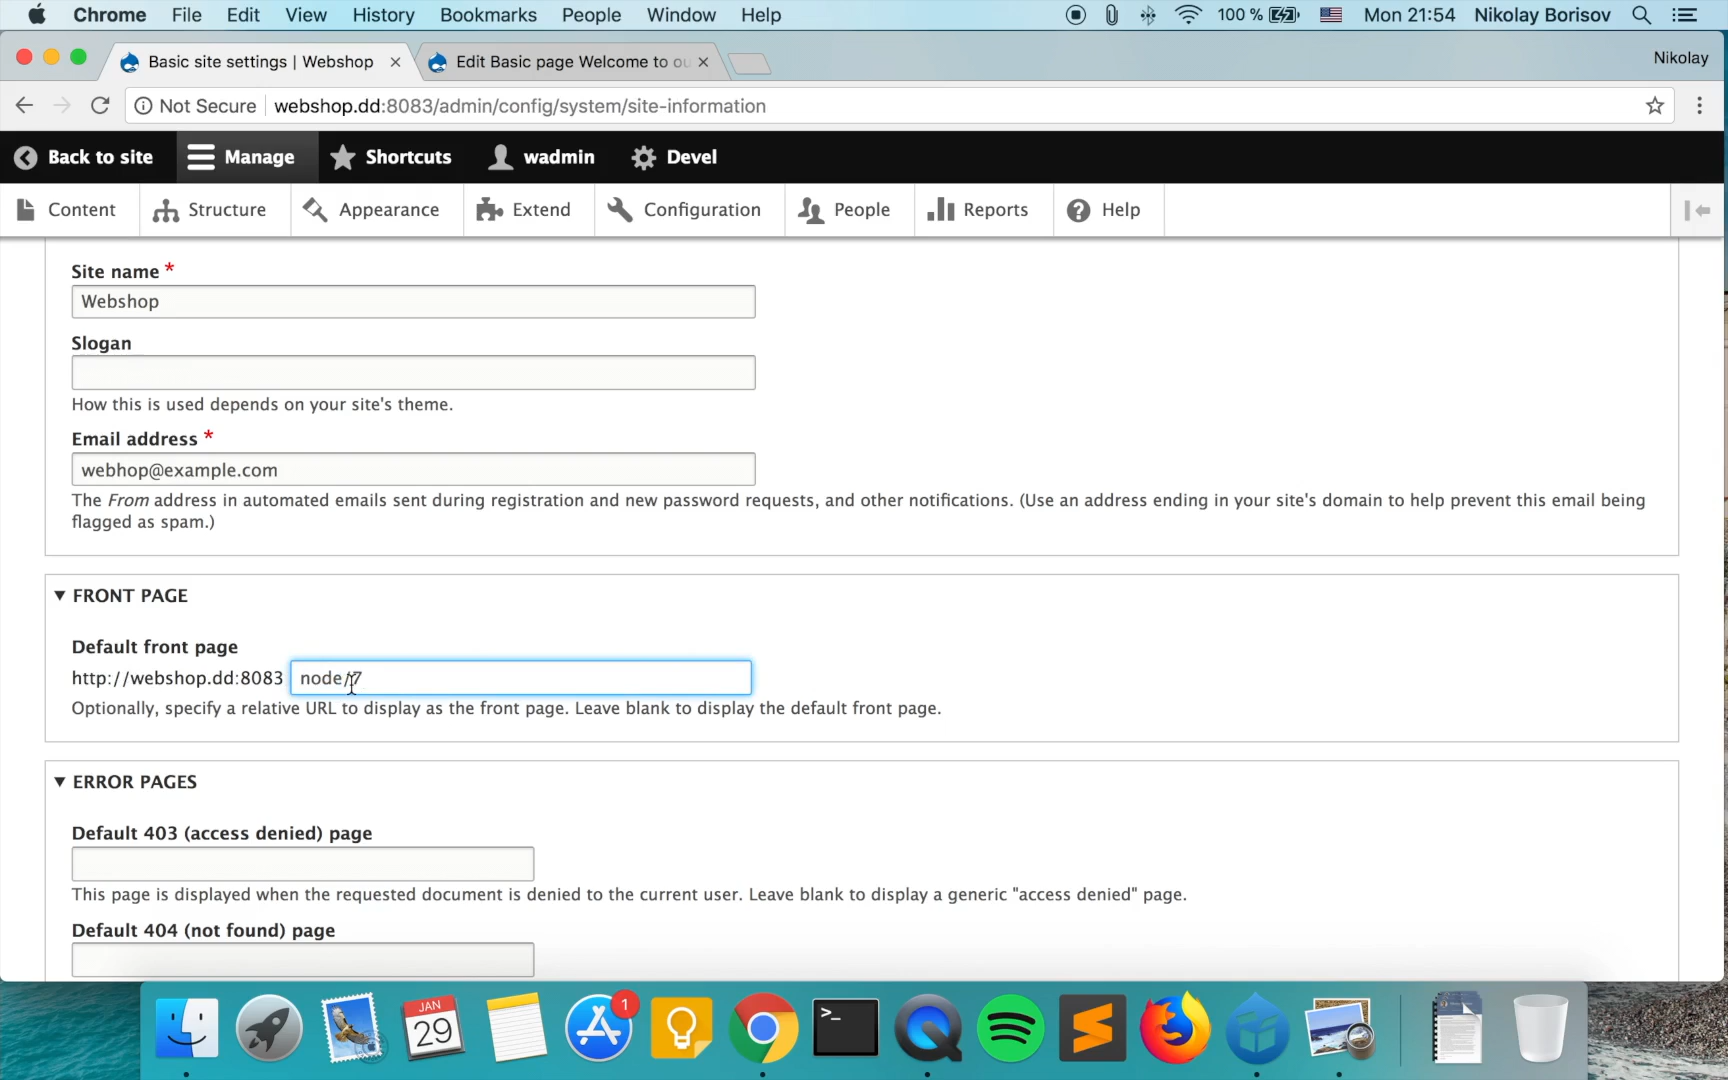 Chrome File Edit View History Bookmarks People Window Help 100 % Mon 21:54 Nikolay Borisov
Basic site settings | Webshop Edit Basic page Welcome to ou Nikolay
Not Secure webshop.dd:8083/admin/config/system/site-information
Back to site Manage Shortcuts wadmin Devel
Content Structure Appearance Extend Configuration People Reports Help
Site name *
Webshop
Slogan
How this is used depends on your site's theme.
Email address *
webhop@example.com
The From address in automated emails sent during registration and new password requests, and other notifications. (Use an address ending in your site's domain to help prevent this email being
flagged as spam.)
FRONT PAGE
Default front page
http://webshop.dd:8083 node/7
Optionally, specify a relative URL to display as the front page. Leave blank to display the default front page.
ERROR PAGES
Default 403 (access denied) page
This page is displayed when the requested document is denied to the current user. Leave blank to display a generic "access denied" page.
Default 404 (not found) page
JAN
29
1